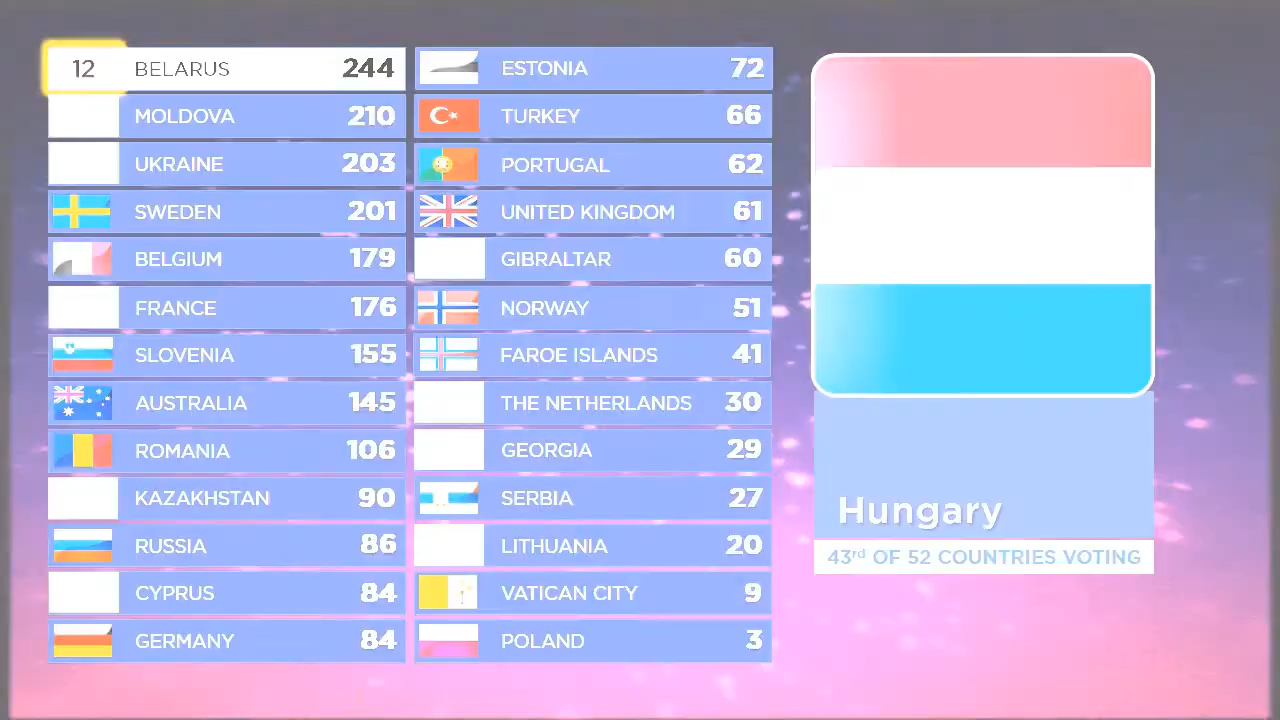 12 BELARUS 244
MOLDOVA 210
UKRAINE 203
SWEDEN 201
BELGIUM 179
FRANCE 176
SLOVENIA 155
AUSTRALIA 145
ROMANIA 106
KAZAKHSTAN 90
RUSSIA 86
CYPRUS 84
GERMANY 84
ESTONIA 72
TURKEY 66
PORTUGAL 62
UNITED KINGDOM 61
GIBRALTAR 60
NORWAY 51
FAROE ISLANDS 41
THE NETHERLANDS 30
GEORGIA 29
SERBIA 27
LITHUANIA 20
VATICAN CITY 9
POLAND 3
Hungary
43rd OF 52 COUNTRIES VOTING